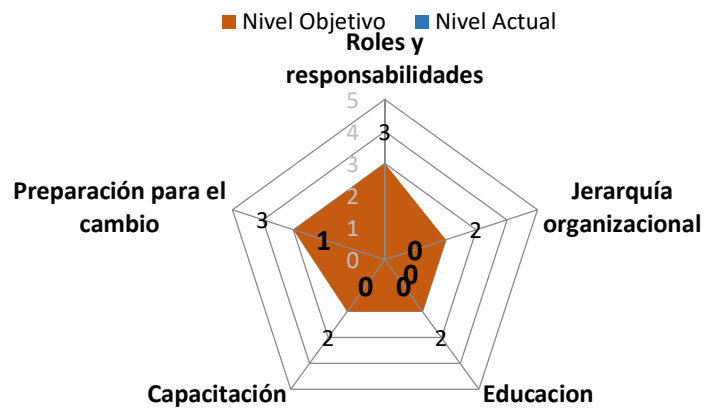 Nivel Objetivo Nivel Actual
Roles y
responsabilidades
5
4
3
3
2
1
0
Preparación para el
cambio
3
1
Jerarquía
organizacional
2
0
0
0
0
2
2
Capacitación
Educacion